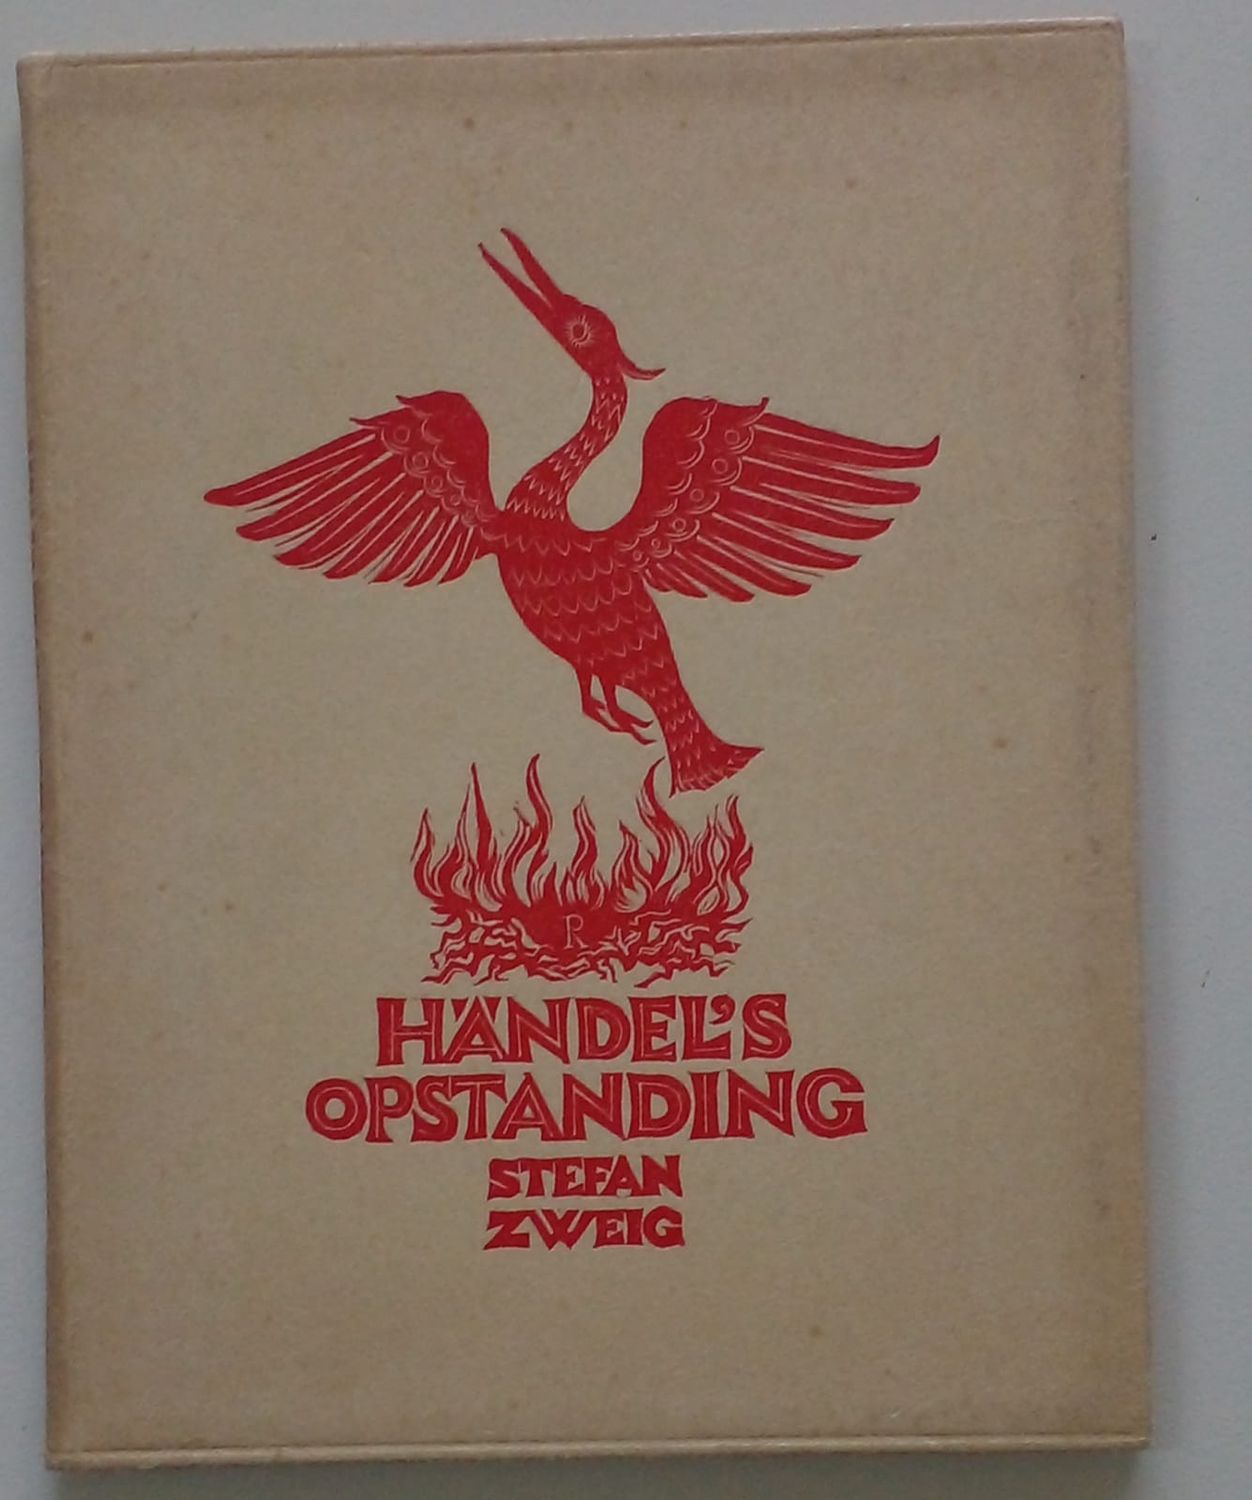 R
HÄNDEL'S
OPSTANDING
STEFAN
ZWEIG